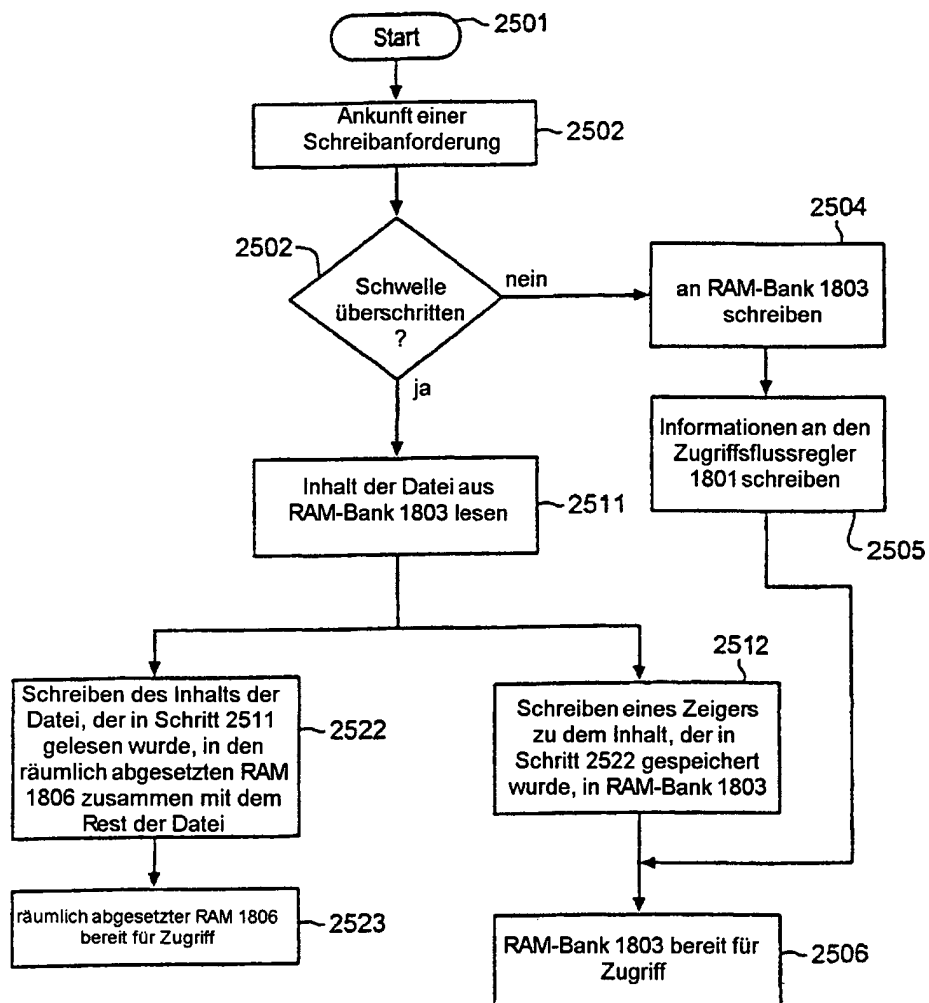 Start
2501
Ankunft einer
Schreibanforderung
2502
2502
Schwelle
überschritten
?
nein
ja
2504
an RAM-Bank 1803
schreiben
Informationen an den
Zugriffsflussregler
1801 schreiben
2505
Inhalt der Datei aus
RAM-Bank 1803 lesen
2511
Schreiben des Inhalts der
Datei, der in Schritt 2511
gelesen wurde, in den
räumlich abgesetzten RAM
1806 zusammen mit dem
Rest der Datei
2522
2512
Schreiben eines Zeigers
zu dem Inhalt, der in
Schritt 2522 gespeichert
wurde, in RAM-Bank 1803
räumlich abgesetzter RAM 1806
bereit für Zugriff
2523
RAM-Bank 1803 bereit für
Zugriff
2506